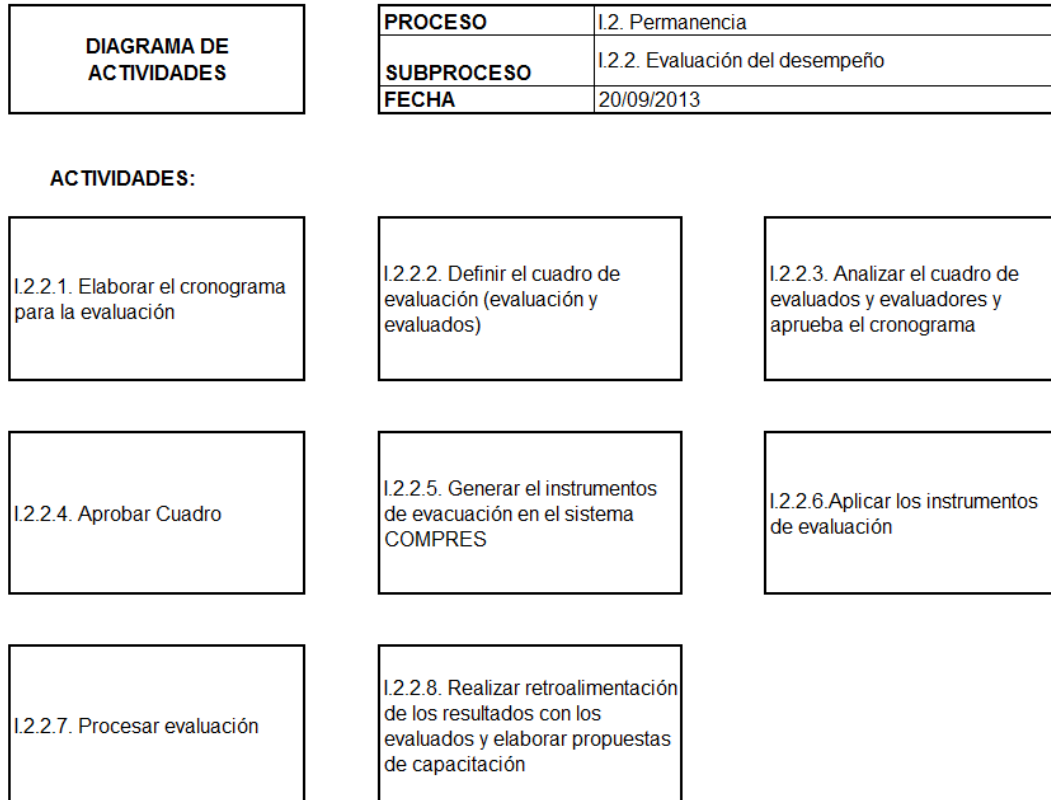 DIAGRAMA DE
ACTIVIDADES
PROCESO I.2. Permanencia
SUBPROCESO I.2.2. Evaluación del desempeño
FECHA 20/09/2013
ACTIVIDADES:
I.2.2.1. Elaborar el cronograma
para la evaluación
I.2.2.2. Definir el cuadro de
evaluación (evaluación y
evaluados)
I.2.2.3. Analizar el cuadro de
evaluados y evaluadores y
aprueba el cronograma
I.2.2.4. Aprobar Cuadro
I.2.2.5. Generar el instrumentos
de evacuación en el sistema
COMPRES
I.2.2.6.Aplicar los instrumentos
de evaluación
I.2.2.7. Procesar evaluación
I.2.2.8. Realizar retroalimentación
de los resultados con los
evaluados y elaborar propuestas
de capacitación